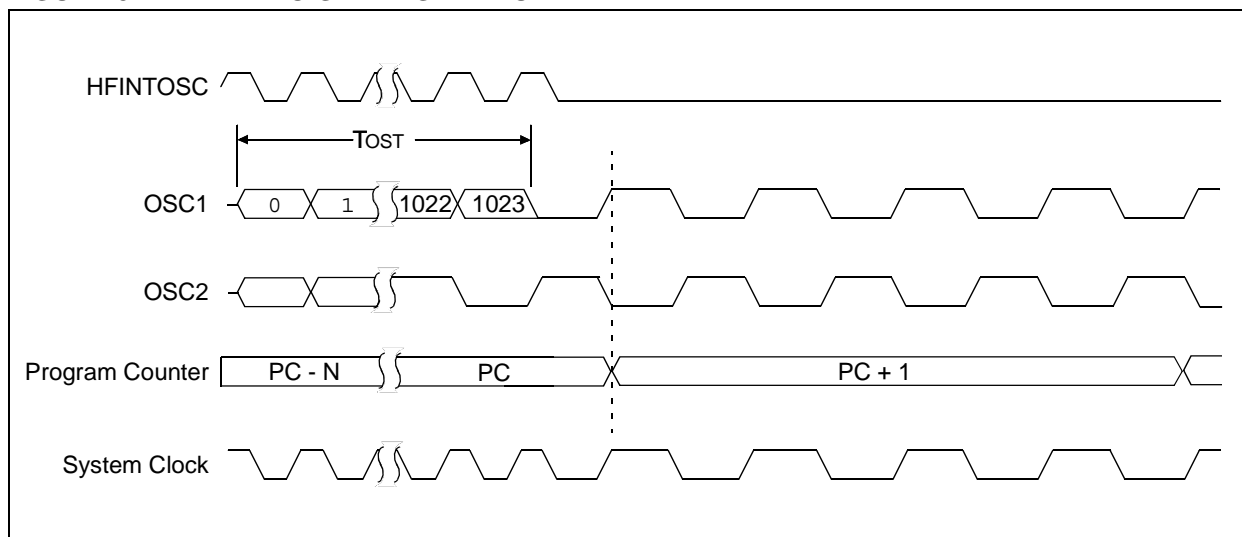 HFINTOSC
TOST
OSC1 0 1 1022 1023
OSC2
Program Counter PC - N PC PC + 1
System Clock